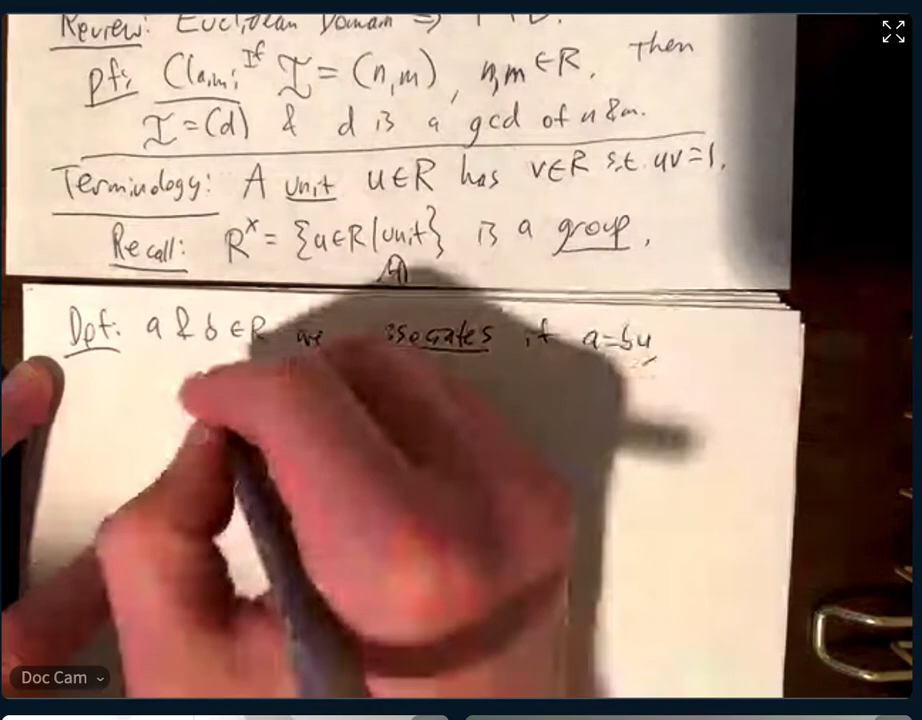 Review: Euclidean Domain ⇒ P.I.D.
pf: Claim: If I = (n,m), n,m ∈ R. Then
I = (d) & d is a gcd of n & m.
Terminology: A unit u ∈ R has v ∈ R s.t. uv = 1.
Recall: R^x = {u ∈ R | unit} is a group.
Def: a & b ∈ R are associates if a = bu
Doc Cam